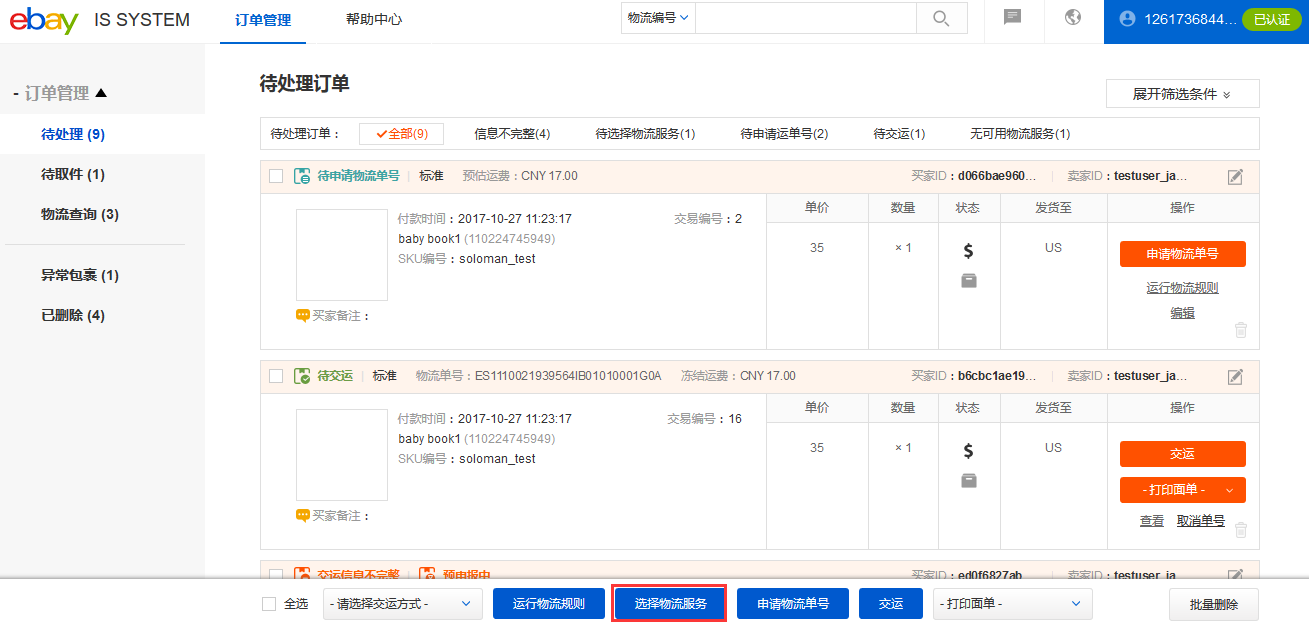 ebay IS SYSTEM 订单管理 帮助中心 物流编号 1261736844... 已认证
- 订单管理
待处理 (9)
待取件 (1)
物流查询 (3)
异常包裹 (1)
已删除 (4)
待处理订单
展开筛选条件
待处理订单： 全部(9) 信息不完整(4) 待选择物流服务(1) 待申请运单号(2) 待交运(1) 无可用物流服务(1)
待申请物流单号 标准 预估运费：CNY 17.00 买家ID：d066bae960... 卖家ID：testuser_ja...
单价 数量 状态 发货至 操作
付款时间：2017-10-27 11:23:17 交易编号：2
baby book1 (110224745949)
SKU编号：soloman_test
35 × 1 $ US
申请物流单号
运行物流规则
编辑
买家备注：
待交运 标准 物流单号：ES1110021939564IB01010001G0A 冻结运费：CNY 17.00 买家ID：b6cbc1ae19... 卖家ID：testuser_ja...
单价 数量 状态 发货至 操作
付款时间：2017-10-27 11:23:17 交易编号：16
baby book1 (110224745949)
SKU编号：soloman_test
35 × 1 $ US
交运
- 打印面单 -
查看 取消单号
买家备注：
交运信息不完整 预申报中 买家ID：ed0f6827ab... 卖家ID：testuser_ja...
全选 - 请选择交运方式 - 运行物流规则 选择物流服务 申请物流单号 交运 - 打印面单 - 批量删除